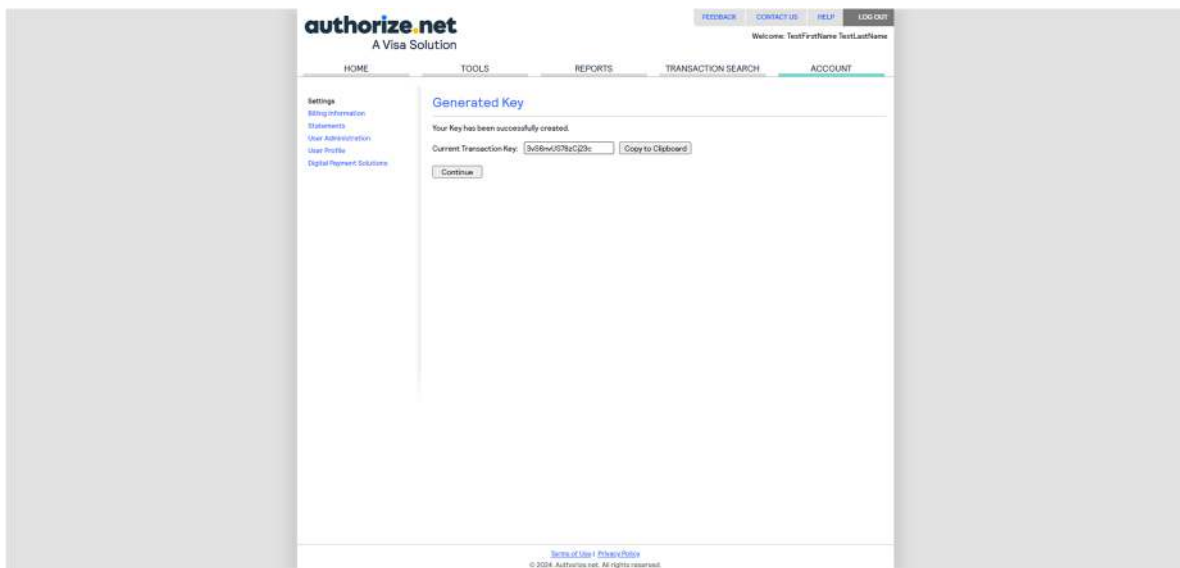 authorize.net
A Visa Solution
FEEDBACK CONTACT US HELP LOG OUT
Welcome: TestFirstName TestLastName
HOME TOOLS REPORTS TRANSACTION SEARCH ACCOUNT
Settings
Billing Information
Statements
User Administration
User Profile
Digital Payment Solutions
Generated Key
Your Key has been successfully created.
Current Transaction Key: Copy to Clipboard
Continue
Terms of Use | Privacy Policy
© 2024. Authorize.net. All rights reserved.